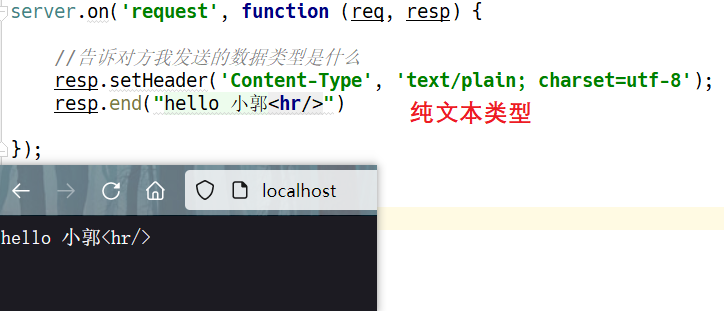 server.on('request', function (req, resp) {
//告诉对方我发送的数据类型是什么
resp.setHeader('Content-Type', 'text/plain; charset=utf-8');
resp.end("hello 小郭<hr/>")
纯文本类型
});
localhost
hello 小郭<hr/>